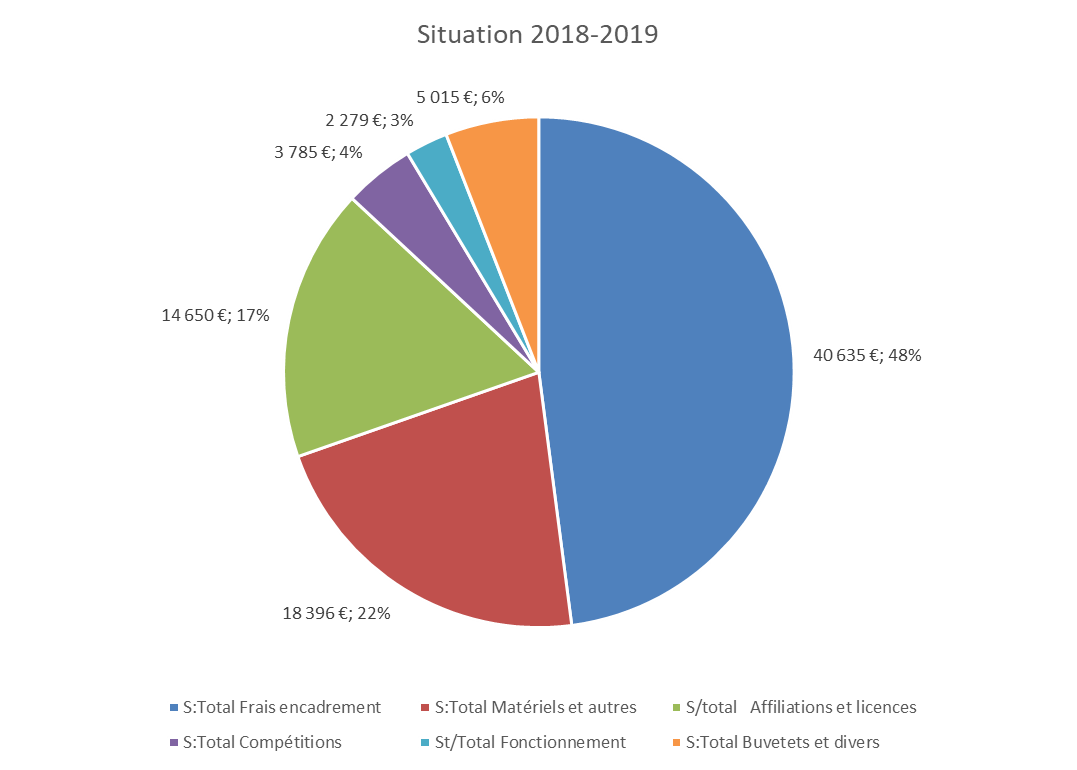 Situation 2018-2019
5 015 €; 6%
2 279 €; 3%
3 785 €; 4%
14 650 €; 17%
40 635 €; 48%
18 396 €; 22%
S:Total Frais encadrement
S:Total Matériels et autres
S/total   Affiliations et licences
S:Total Compétitions
St/Total Fonctionnement
S:Total Buvetets et divers